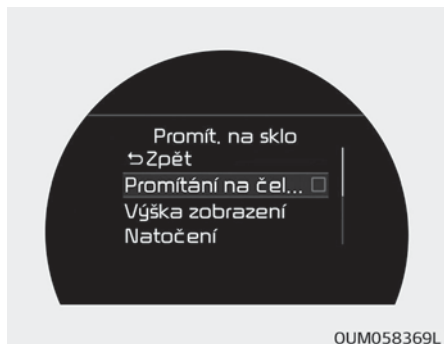 Promít, na sklo
⮌Zpět
Promítání na čel... □
Výška zobrazení
Natočení
OUM058369L